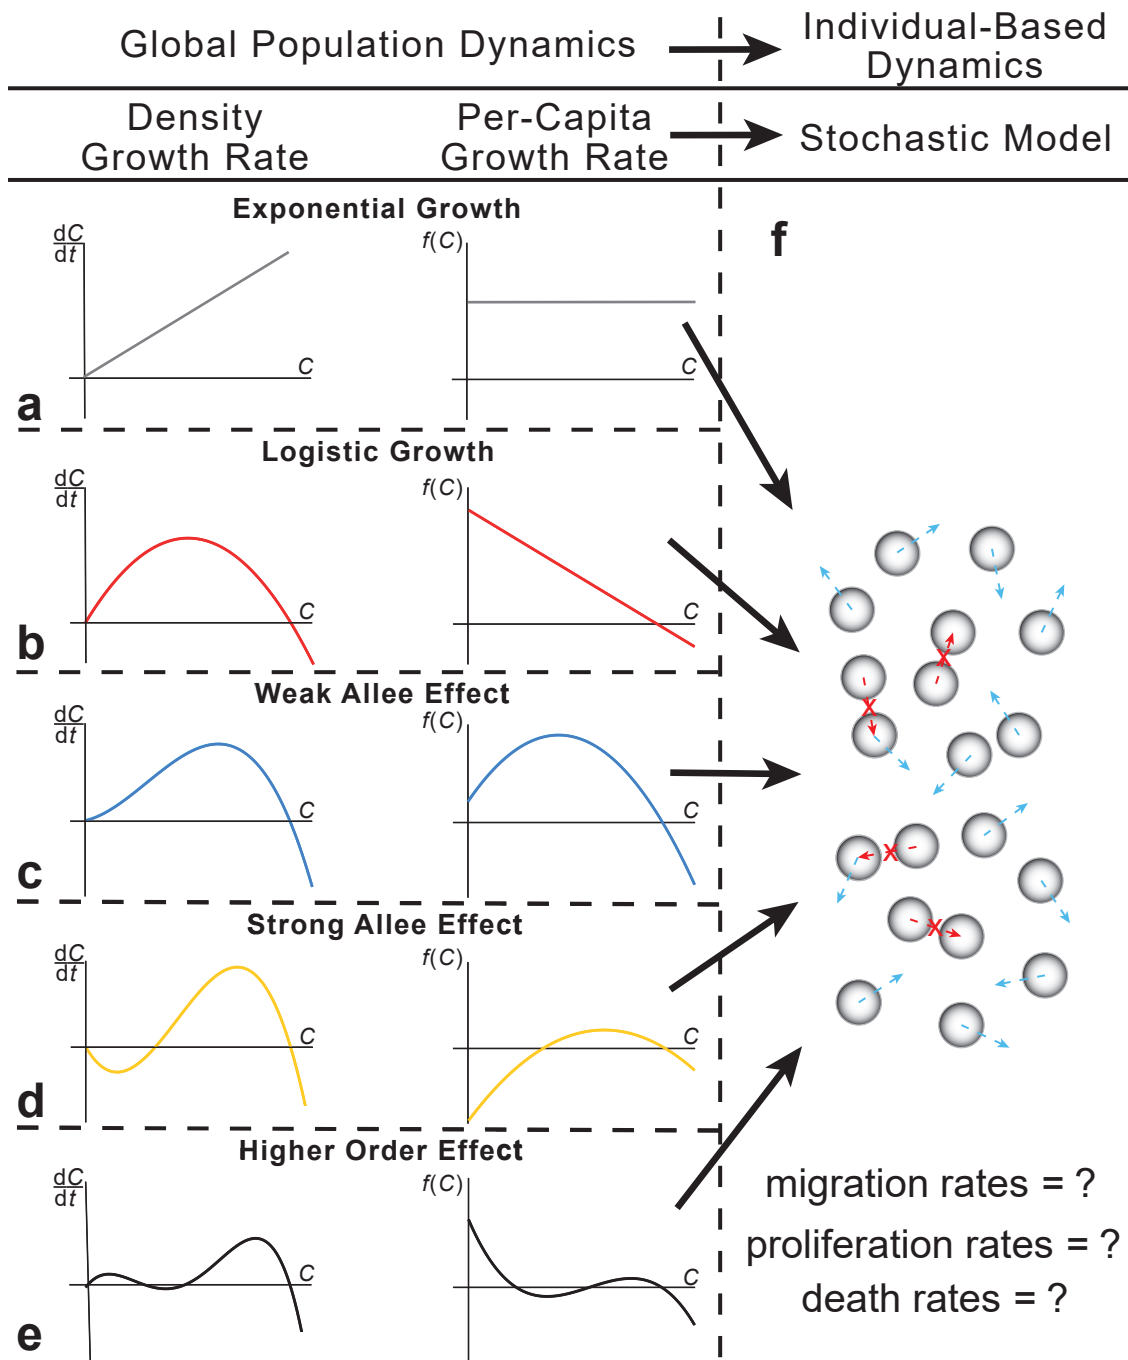 Global Population Dynamics
Individual-Based
Dynamics
Density
Growth Rate
Per-Capita
Growth Rate
Stochastic Model
Exponential Growth
dC
dt
C
f(C)
C
a
f
Logistic Growth
dC
dt
C
f(C)
C
b
Weak Allee Effect
dC
dt
C
f(C)
C
c
Strong Allee Effect
dC
dt
C
f(C)
C
d
Higher Order Effect
dC
dt
C
f(C)
C
e
X
X
X
X
migration rates = ?
proliferation rates = ?
death rates = ?